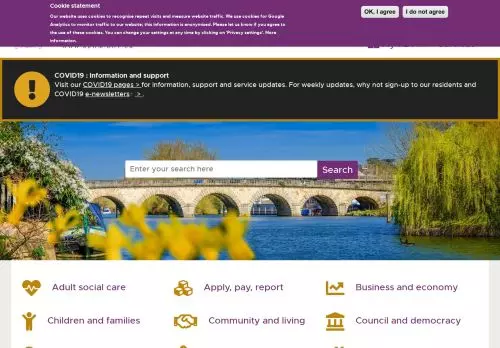 Cookie statement
Our website uses cookies to recognise repeat visits and measure website traffic. We use cookies for Google
Analytics to monitor traffic to our website; this information is anonymised. Please let us know if you agree to
the use of these cookies. You can change your settings at any time by clicking on 'Privacy settings'. More
information.
OK, I agree
I do not agree
COVID19 : Information and support
Visit our COVID19 pages > for information, support and service updates. For weekly updates, why not sign-up to our residents and
COVID19 e-newsletters : > .
Enter your search here
Search
Adult social care
Apply, pay, report
Business and economy
Children and families
Community and living
Council and democracy